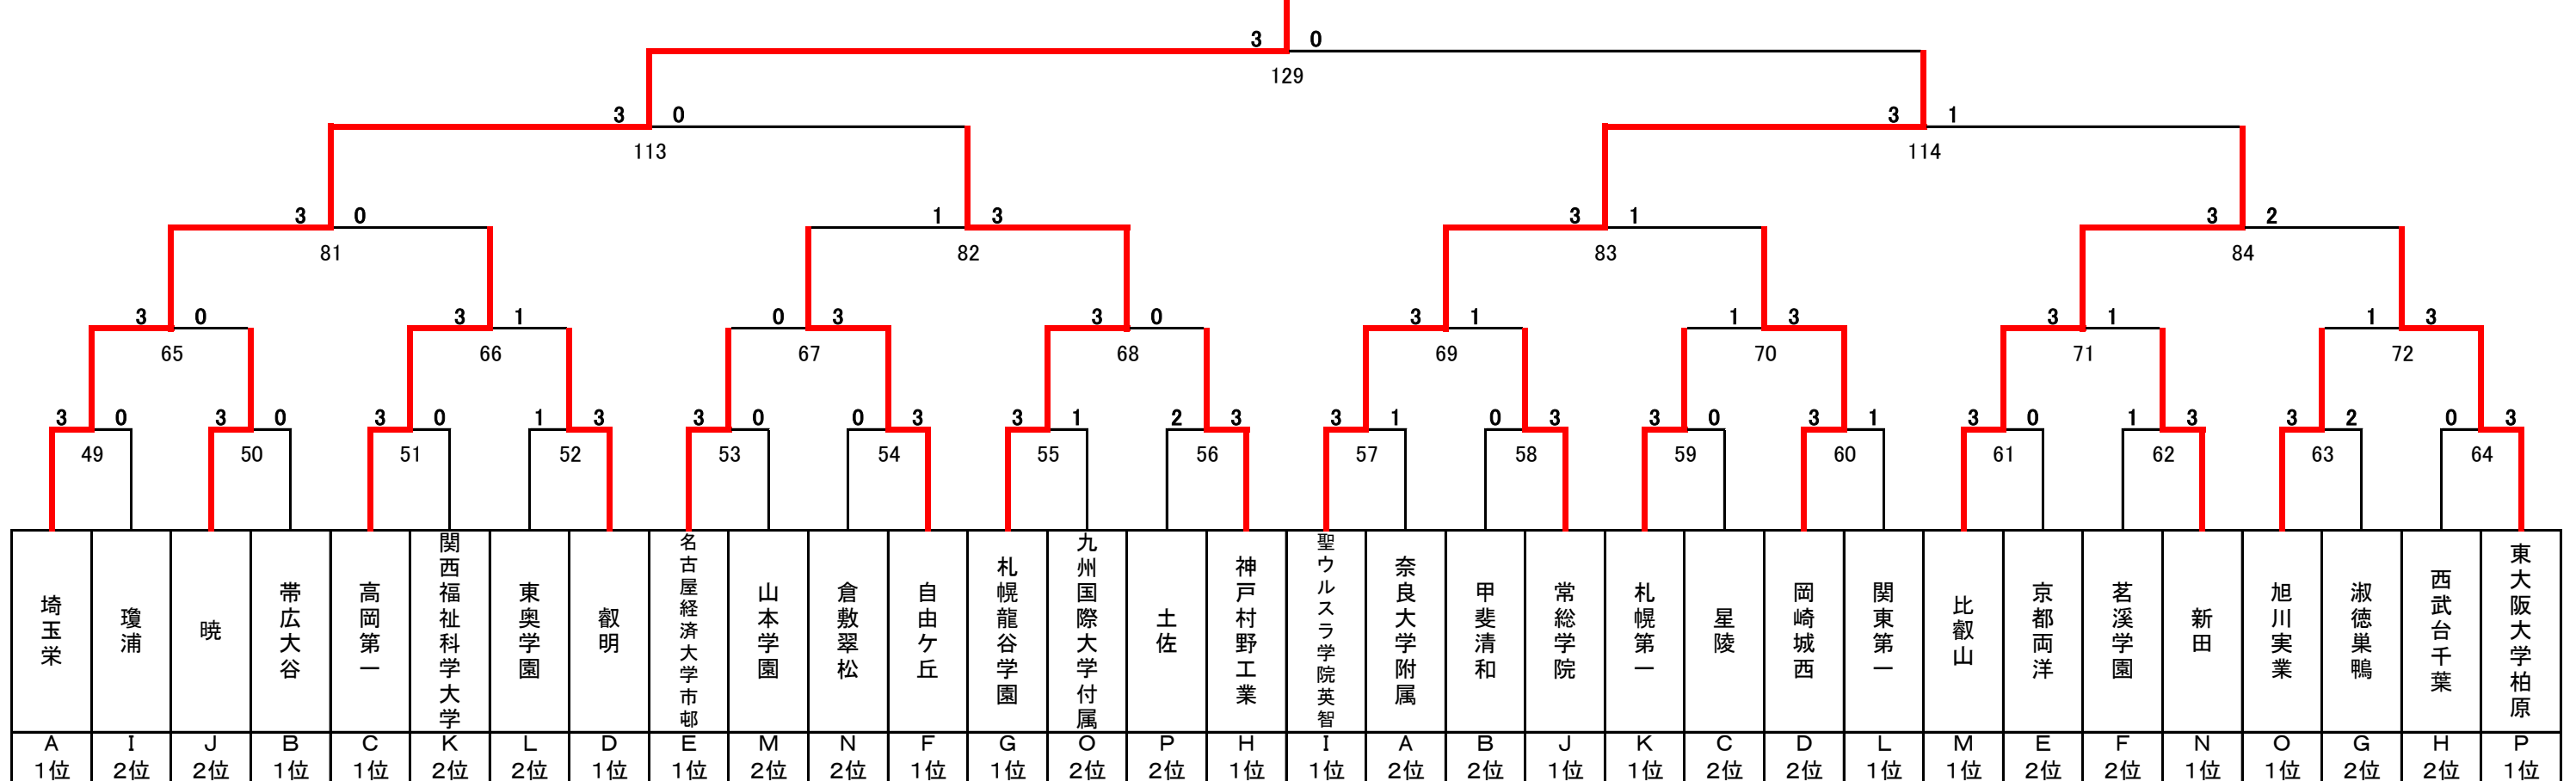 3 0
129
3 0 3 1
113 114
3 0 1 3 3 1 3 2
81 82 83 84
3 0 3 1 0 3 3 0 3 1 1 3 3 1 1 3
65 66 67 68 69 70 71 72
3 0 3 0 3 0 1 3 3 0 0 3 3 1 2 3 3 1 0 3 3 0 3 1 3 0 1 3 3 2 0 3
49 50 51 52 53 54 55 56 57 58 59 60 61 62 63 64
埼玉栄
瓊浦
暁
帯広大谷
高岡第一
関西福祉科学大学
東奥学園
叡明
名古屋経済大学市邨
山本学園
倉敷翠松
自由ケ丘
札幌龍谷学園
九州国際大学付属
土佐
神戸村野工業
聖ウルスラ学院英智
奈良大学附属
甲斐清和
常総学院
札幌第一
星陵
岡崎城西
関東第一
比叡山
京都両洋
茗溪学園
新田
旭川実業
淑徳巣鴨
西武台千葉
東大阪大学柏原
A I J B C K L D E M N F G O P H I A B J K C D L M E F N O G H P
1位 2位 2位 1位 1位 2位 2位 1位 1位 2位 2位 1位 1位 2位 2位 1位 1位 2位 2位 1位 1位 2位 2位 1位 1位 2位 2位 1位 1位 2位 2位 1位